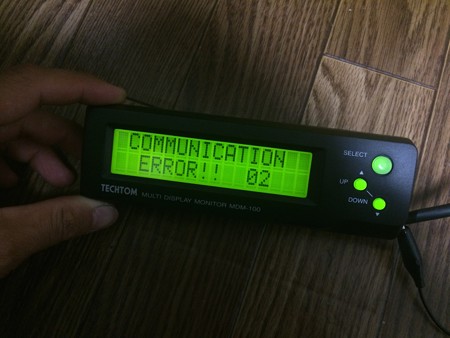 COMMUNICATION
ERROR!! 02
TECHTOM MULTI DISPLAY MONITOR MDM-100
SELECT
UP
DOWN